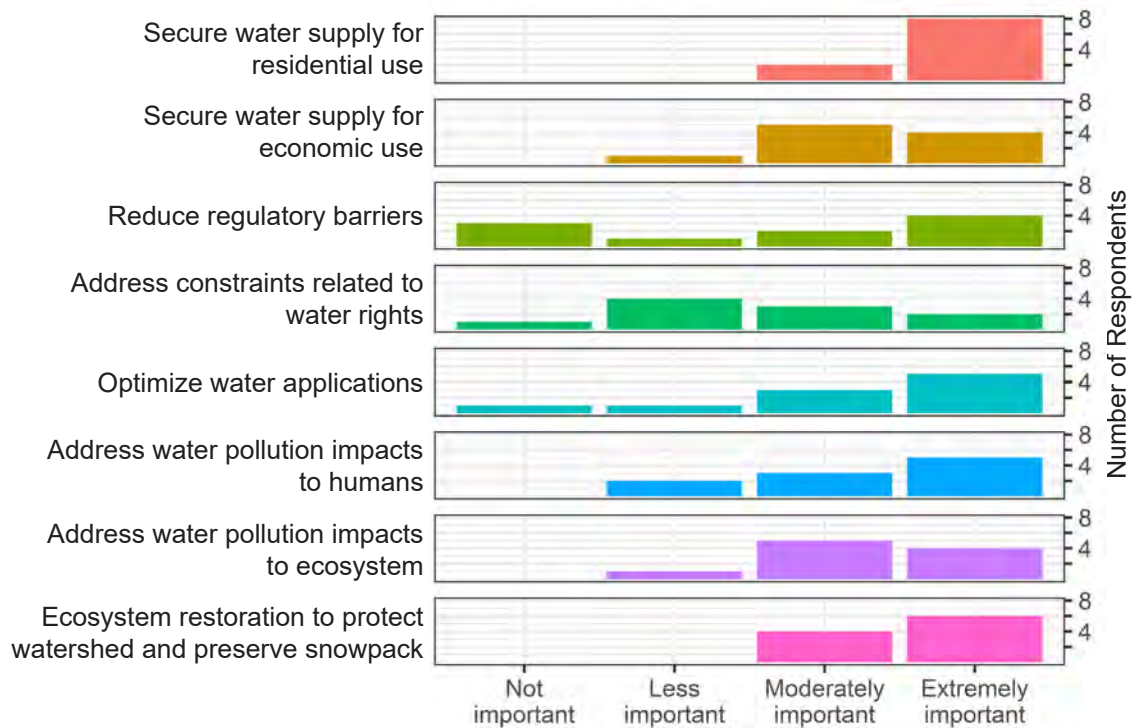 Secure water supply for
residential use
8
4
Secure water supply for
economic use
8
4
Reduce regulatory barriers
8
4
Address constraints related to
water rights
8
4
Optimize water applications
8
4
Address water pollution impacts
to humans
8
4
Address water pollution impacts
to ecosystem
8
4
Ecosystem restoration to protect
watershed and preserve snowpack
8
4
Number of Respondents
Not
important
Less
important
Moderately
important
Extremely
important